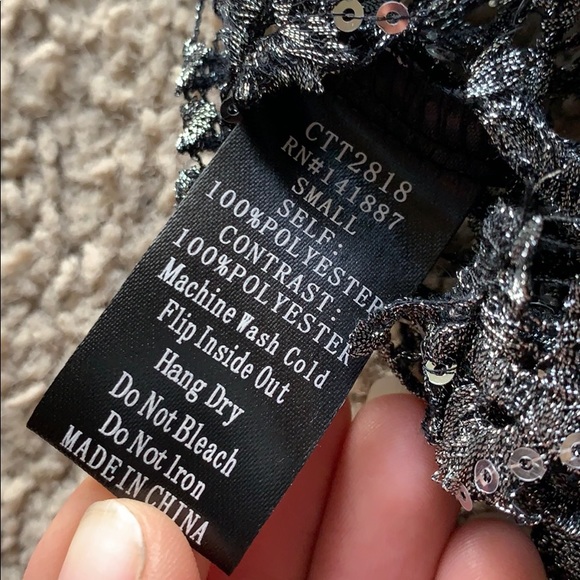 CTT2818
RN#141887
SMALL
SELF:
100%POLYESTER
CONTRAST:
100%POLYESTER
Machine Wash Cold
Flip Inside Out
Hang Dry
Do Not Bleach
Do Not Iron
MADE IN CHINA